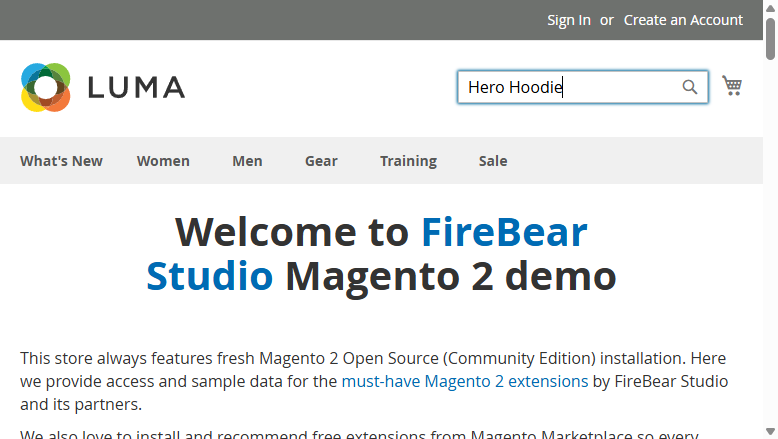 Sign In or Create an Account
LUMA
Hero Hoodie
What's New Women Men Gear Training Sale
Welcome to FireBear
Studio Magento 2 demo
This store always features fresh Magento 2 Open Source (Community Edition) installation. Here
we provide access and sample data for the must-have Magento 2 extensions by FireBear Studio
and its partners.
We also love to install and recommend free extensions from Magento Marketplace so every